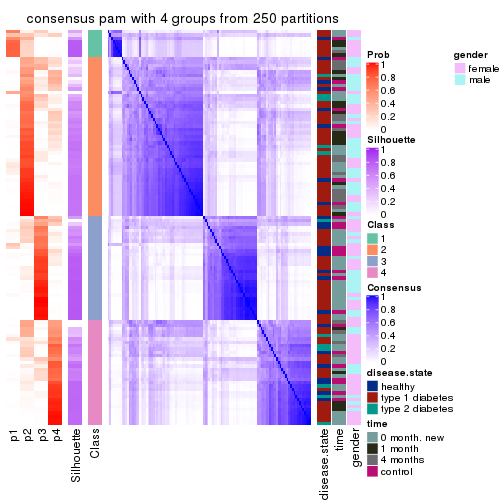 consensus pam with 4 groups from 250 partitions
Prob
1
0.8
0.6
0.4
0.2
0
gender
female
male
Silhouette
1
0.8
0.6
0.4
0.2
0
Class
1
2
3
4
Consensus
1
0.8
0.6
0.4
0.2
0
disease.state
healthy
type 1 diabetes
type 2 diabetes
time
0 month. new
1 month
4 months
control
p1
p2
p3
p4
Silhouette
Class
disease.state
time
gender